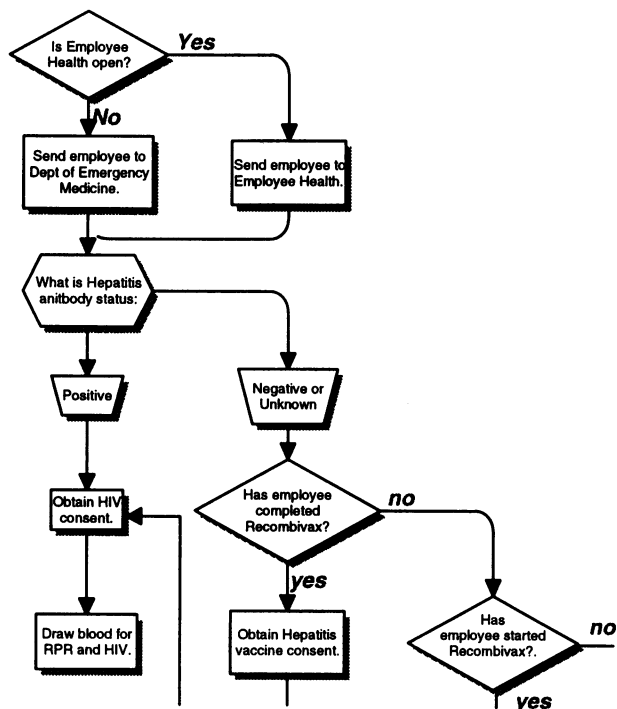 Is Employee
Health open?
Yes
No
Send employee to
Dept of Emergency
Medicine.
Send employee to
Employee Health.
What is Hepatitis
anitbody status:
Positive
Negative or
Unknown
Obtain HIV
consent.
Has employee
completed
Recombivax?
no
yes
Draw blood for
RPR and HIV.
Obtain Hepatitis
vaccine consent.
Has
employee started
Recombivax?.
no
yes